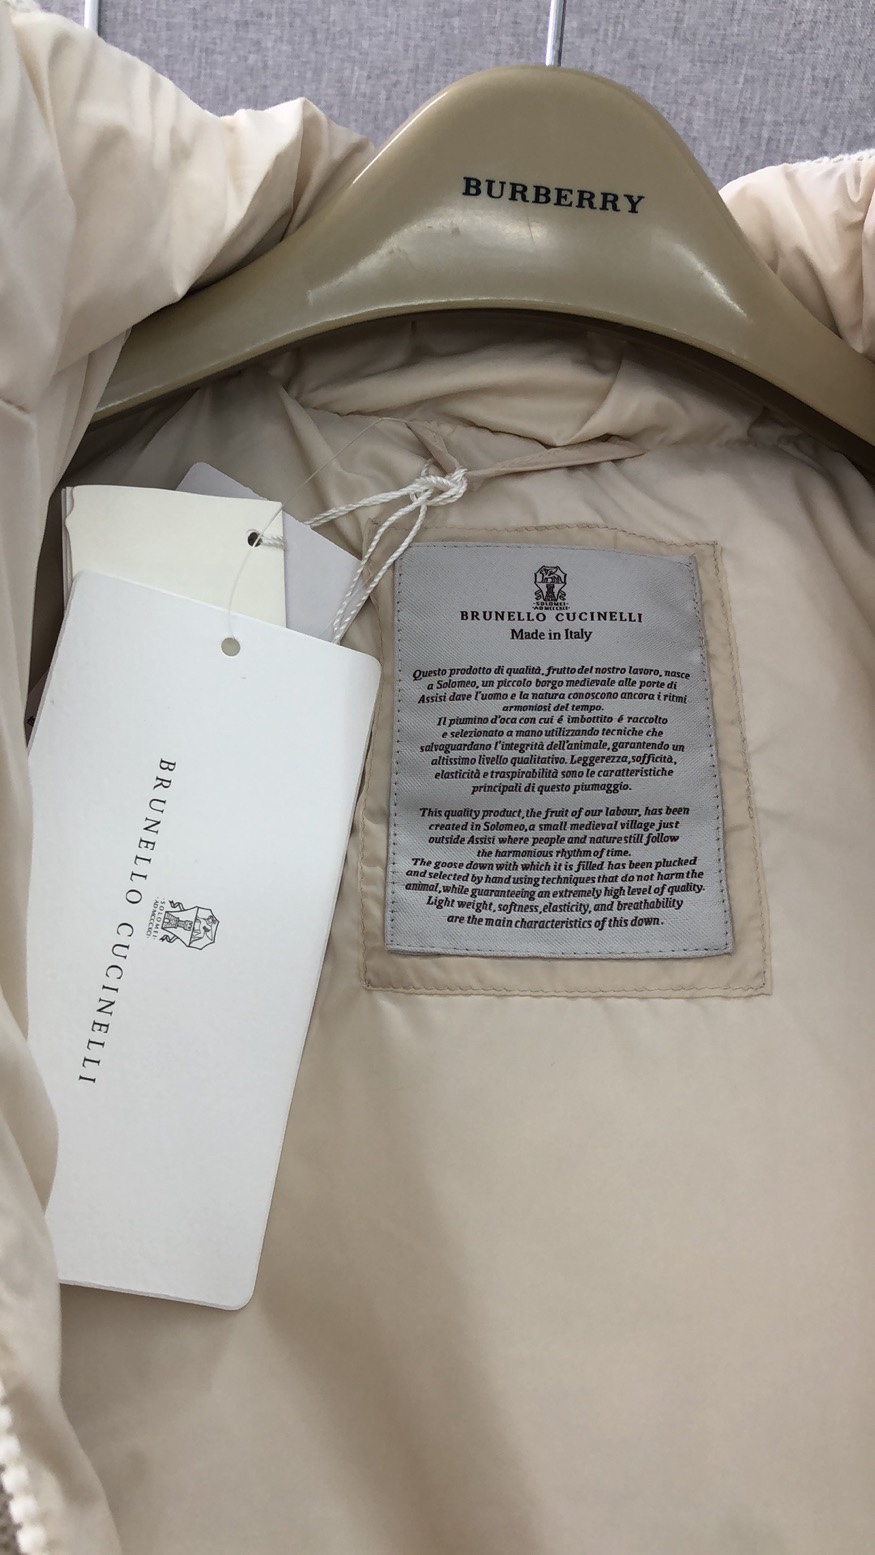 BURBERRY
SOLOMEI
AD MCCCXCI
BRUNELLO CUCINELLI
Made in Italy
Questo prodotto di qualità, frutto del nostro lavoro, nasce
a Solomeo, un piccolo borgo medievale alle porte di
Assisi dave l'uomo e la natura conoscono ancora i ritmi
armoniosi del tempo.
Il piumino d'oca con cui é imbottito é raccolto
e selezionato a mano utilizzando tecniche che
salvaguardano l'integrità dell'animale, garantendo un
altissimo livello qualitativo. Leggerezza, sofficità,
elasticità e traspirabilità sono le caratteristiche
principali di questo piumaggio.
This quality product, the fruit of our labour, has been
created in Solomeo, a small medieval village just
outside Assisi where people and nature still follow
the harmonious rhythm of time.
The goose down with which it is filled has been plucked
and selected by hand using techniques that do not harm the
animal, while guaranteeing an extremely high level of quality.
Light weight, softness, elasticity, and breathability
are the main characteristics of this down.
BRUNELLO CUCINELLI
SOLOMEI
AD MCCCXCI